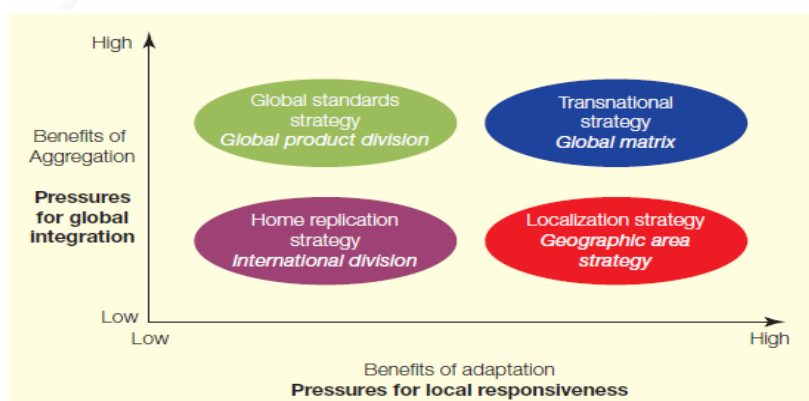 High
Benefits of
Aggregation
Pressures
for global
integration
Low
Global standards
strategy
Global product division
Transnational
strategy
Global matrix
Home replication
strategy
International division
Localization strategy
Geographic area
strategy
Low
High
Benefits of adaptation
Pressures for local responsiveness